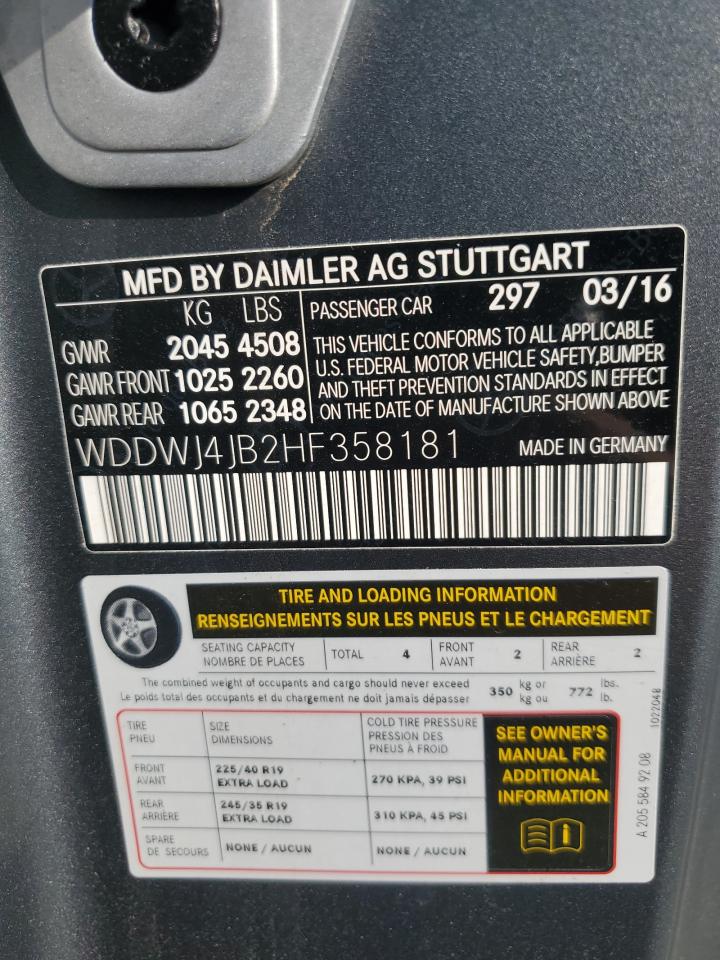 MFD BY DAIMLER AG STUTTGART
KG LBS PASSENGER CAR 297 03/16
GVWR 2045 4508
GAWR FRONT 1025 2260
GAWR REAR 1065 2348
THIS VEHICLE CONFORMS TO ALL APPLICABLE
U.S. FEDERAL MOTOR VEHICLE SAFETY,BUMPER
AND THEFT PREVENTION STANDARDS IN EFFECT
ON THE DATE OF MANUFACTURE SHOWN ABOVE
WDDWJ4JB2HF358181 MADE IN GERMANY
TIRE AND LOADING INFORMATION
RENSEIGNEMENTS SUR LES PNEUS ET LE CHARGEMENT
SEATING CAPACITY
NOMBRE DE PLACES
TOTAL 4
FRONT
AVANT
2
REAR
ARRIÈRE
2
The combined weight of occupants and cargo should never exceed
Le poids total des occupants et du chargement ne doit jamais dépasser
350 kg or
kg ou
772 lbs.
lb.
TIRE
PNEU
SIZE
DIMENSIONS
COLD TIRE PRESSURE
PRESSION DES
PNEUS À FROID
FRONT
AVANT
225/40 R19
EXTRA LOAD
270 KPA, 39 PSI
REAR
ARRIÈRE
245/35 R19
EXTRA LOAD
310 KPA, 45 PSI
SPARE
DE SECOURS
NONE / AUCUN
NONE / AUCUN
SEE OWNER'S
MANUAL FOR
ADDITIONAL
INFORMATION
i
1022048
A 205 584 92 08